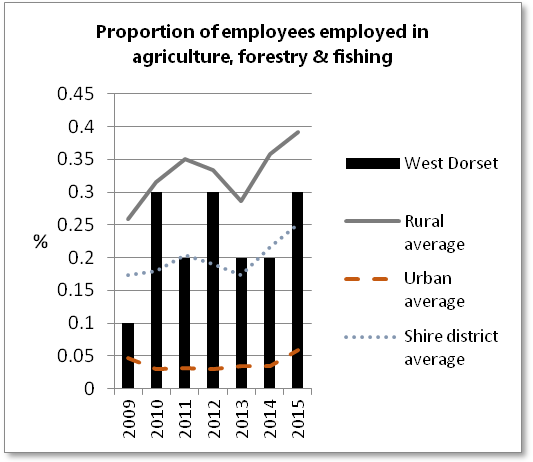 Proportion of employees employed in
agriculture, forestry & fishing
0.45
0.4
0.35
0.3
0.25
0.2
0.15
0.1
0.05
0
%
2009
2010
2011
2012
2013
2014
2015
West Dorset
Rural
average
Urban
average
Shire district
average